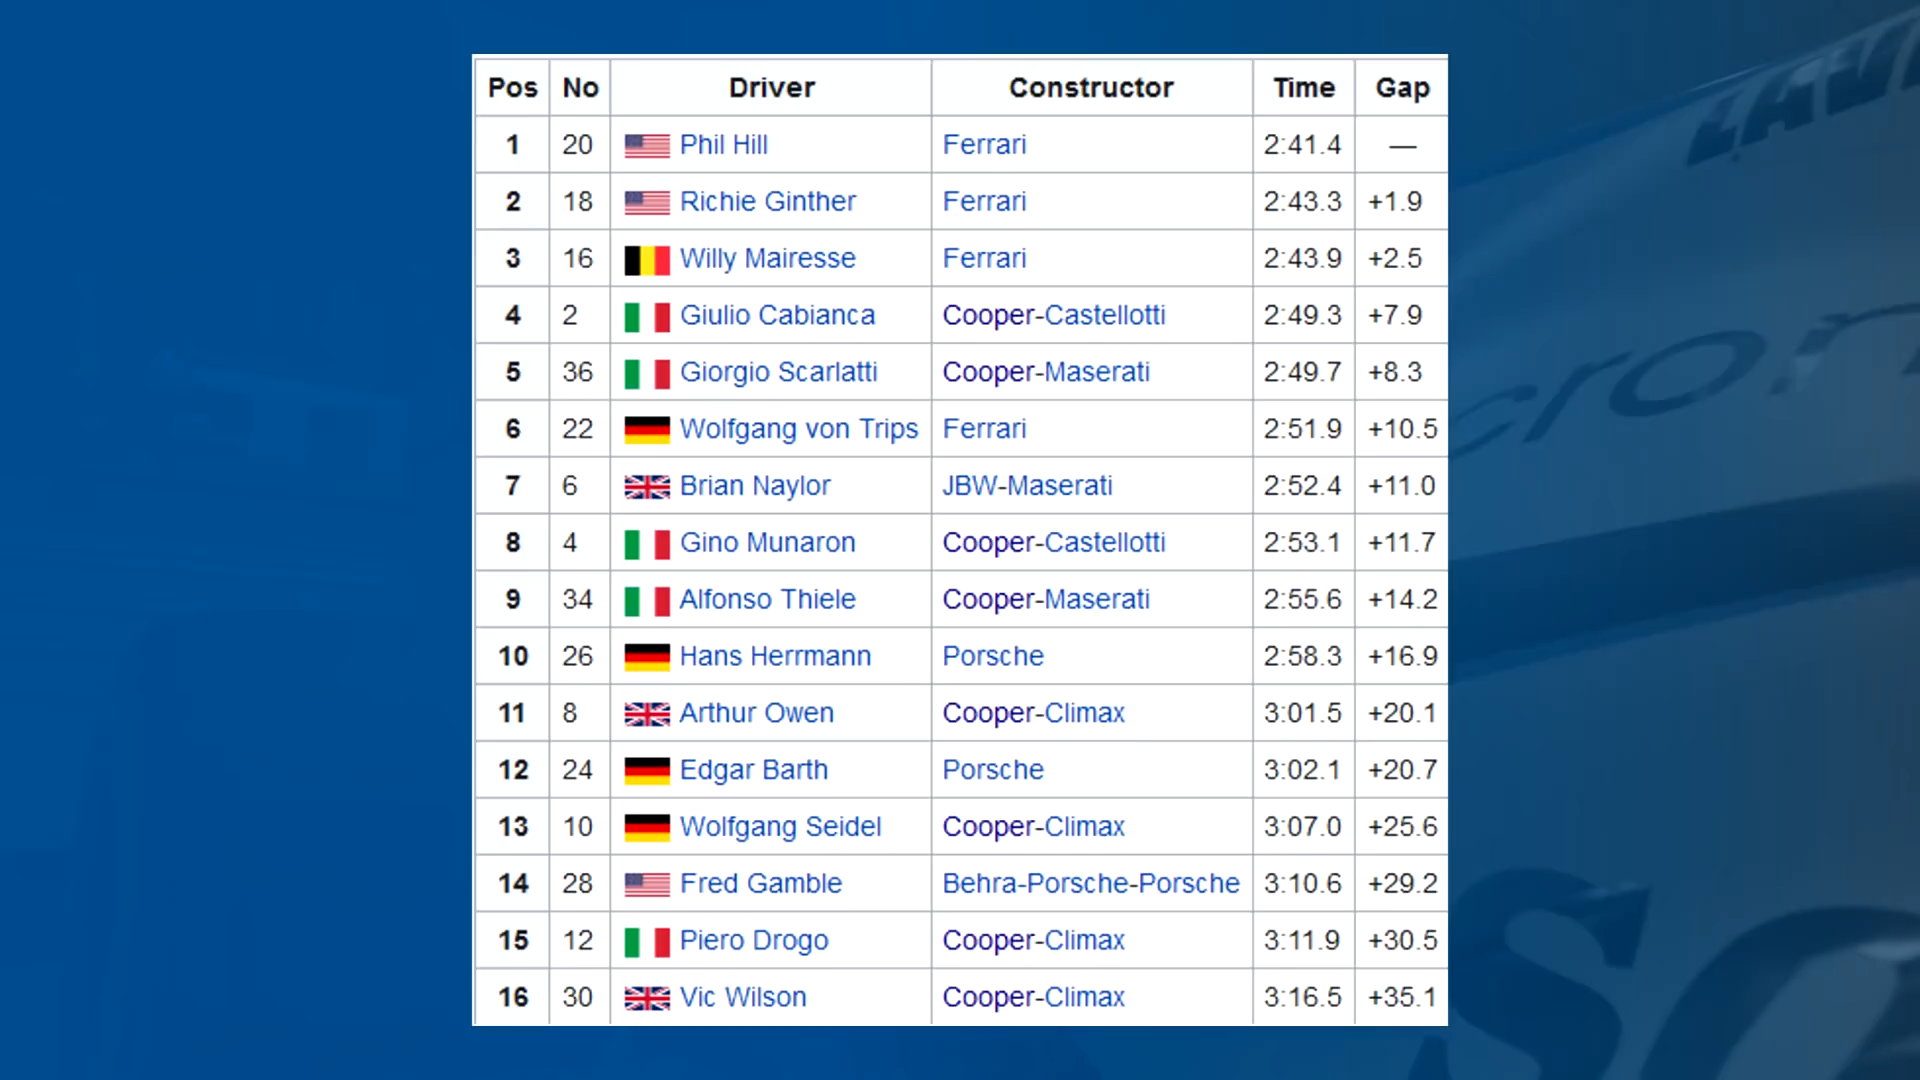 Pos No Driver Constructor Time Gap
1 20 Phil Hill Ferrari 2:41.4 —
2 18 Richie Ginther Ferrari 2:43.3 +1.9
3 16 Willy Mairesse Ferrari 2:43.9 +2.5
4 2 Giulio Cabianca Cooper-Castellotti 2:49.3 +7.9
5 36 Giorgio Scarlatti Cooper-Maserati 2:49.7 +8.3
6 22 Wolfgang von Trips Ferrari 2:51.9 +10.5
7 6 Brian Naylor JBW-Maserati 2:52.4 +11.0
8 4 Gino Munaron Cooper-Castellotti 2:53.1 +11.7
9 34 Alfonso Thiele Cooper-Maserati 2:55.6 +14.2
10 26 Hans Herrmann Porsche 2:58.3 +16.9
11 8 Arthur Owen Cooper-Climax 3:01.5 +20.1
12 24 Edgar Barth Porsche 3:02.1 +20.7
13 10 Wolfgang Seidel Cooper-Climax 3:07.0 +25.6
14 28 Fred Gamble Behra-Porsche-Porsche 3:10.6 +29.2
15 12 Piero Drogo Cooper-Climax 3:11.9 +30.5
16 30 Vic Wilson Cooper-Climax 3:16.5 +35.1